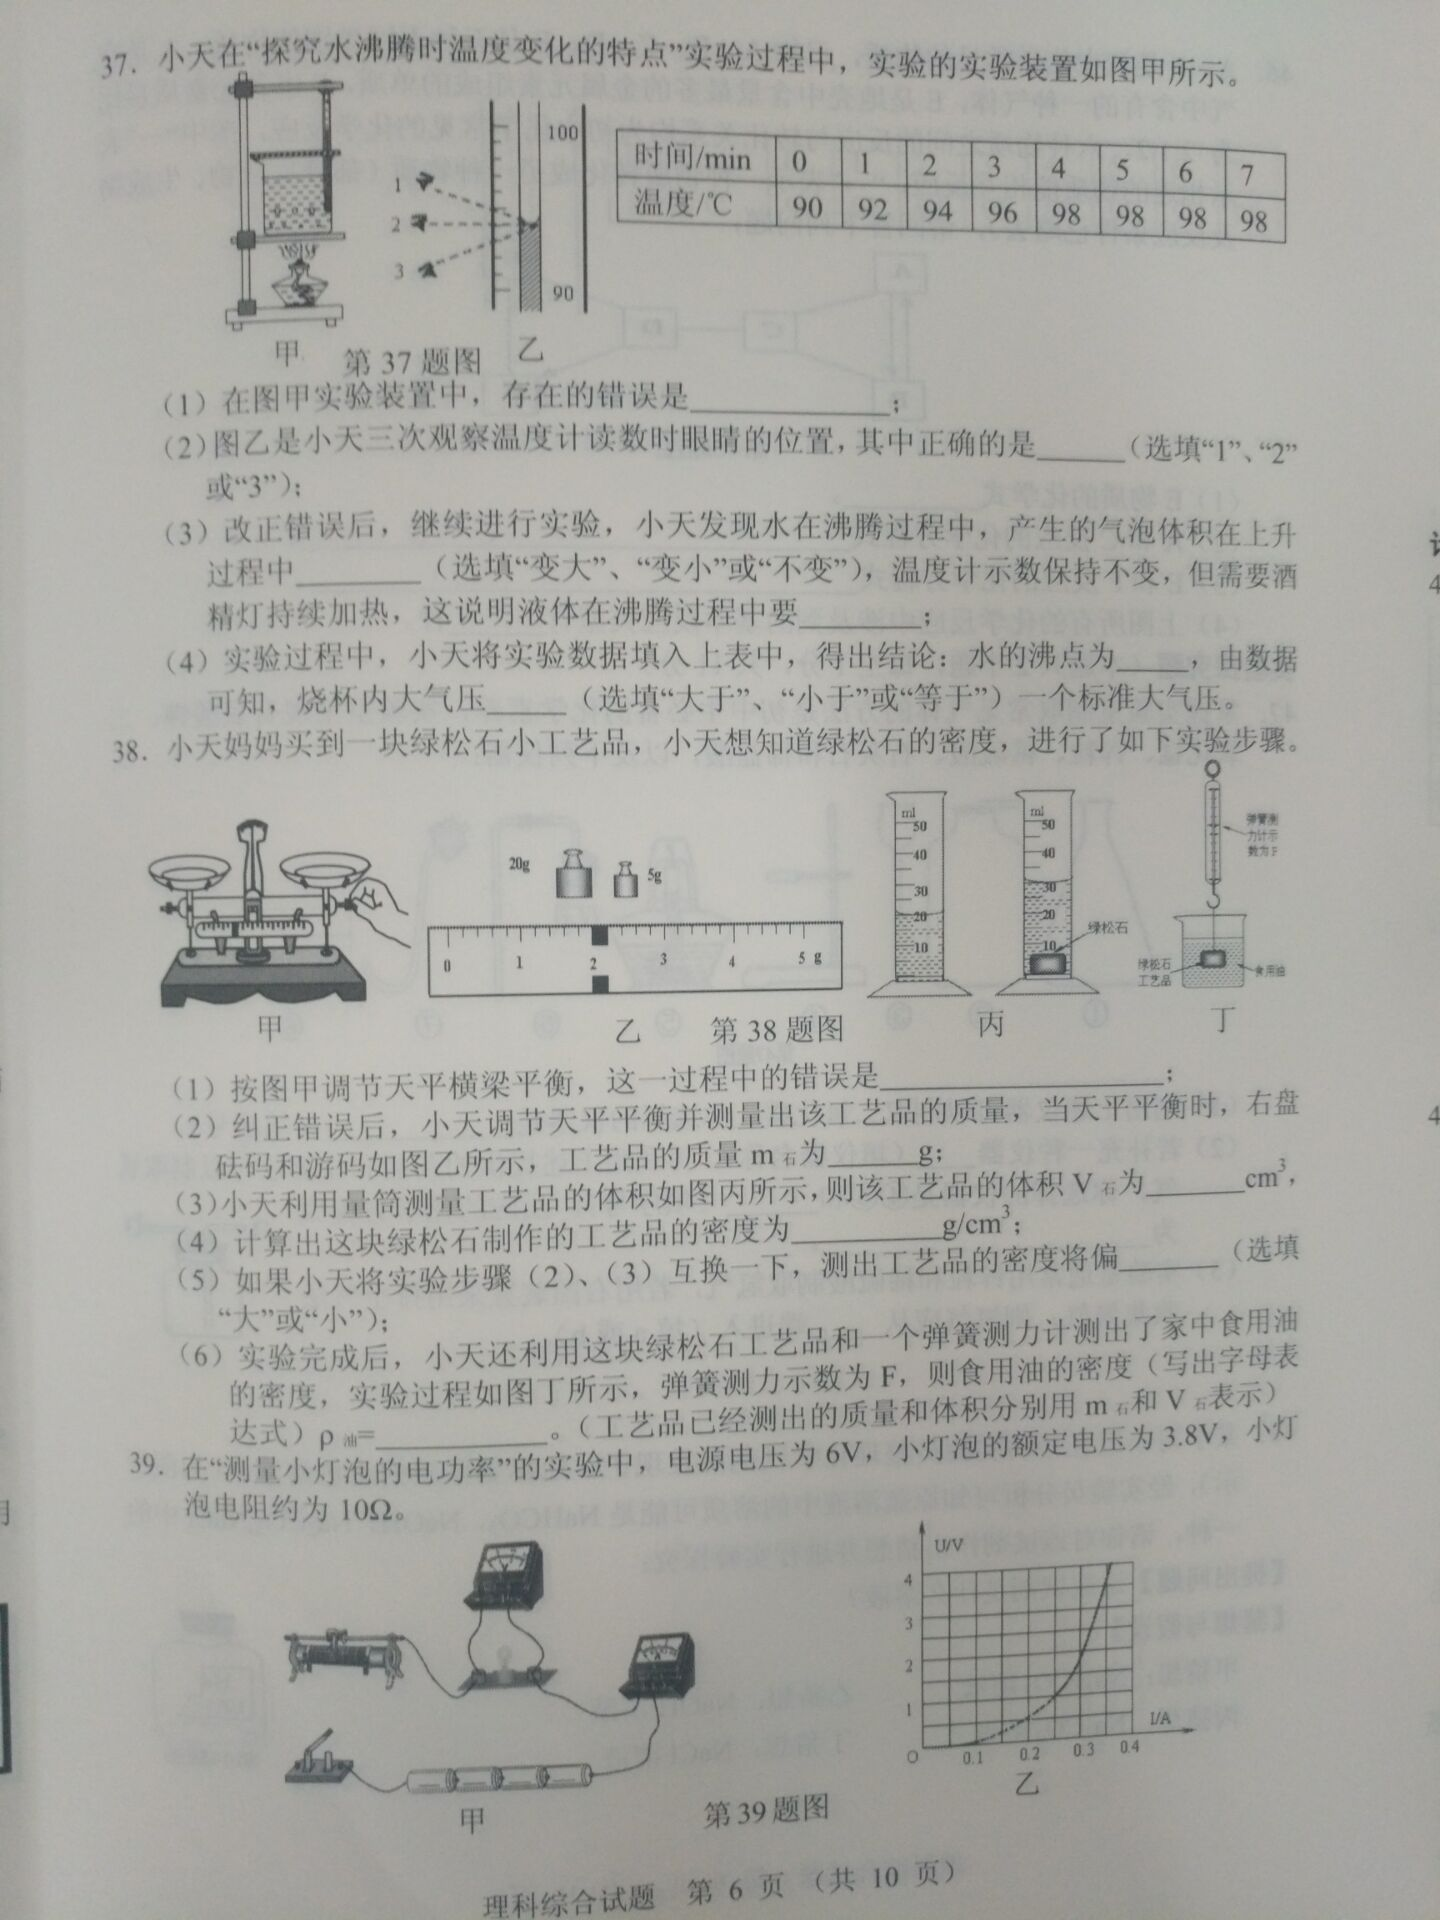 37. 小天在“探究水沸腾时温度变化的特点”实验过程中，实验的实验装置如图甲所示。
100
90
1
2
3
时间/min 0 1 2 3 4 5 6 7
温度/℃ 90 92 94 96 98 98 98 98
甲 第 37 题图 乙
(1) 在图甲实验装置中，存在的错误是____________；
(2) 图乙是小天三次观察温度计读数时眼睛的位置，其中正确的是______（选填“1”、“2”
或“3”）；
(3) 改正错误后，继续进行实验，小天发现水在沸腾过程中，产生的气泡体积在上升
过程中________（选填“变大”、“变小”或“不变”），温度计示数保持不变，但需要酒
精灯持续加热，这说明液体在沸腾过程中要________；
(4) 实验过程中，小天将实验数据填入上表中，得出结论：水的沸点为_____，由数据
可知，烧杯内大气压_____（选填“大于”、“小于”或“等于”）一个标准大气压。
38. 小天妈妈买到一块绿松石小工艺品，小天想知道绿松石的密度，进行了如下实验步骤。
20g 5g
0 1 2 3 4 5 g
ml 50 40 30 20 10
ml 50 40 30 20 10
绿松石
弹簧测
力计示
数为 F
绿松石
工艺品
食用油
甲 乙 第 38 题图 丙 丁
(1) 按图甲调节天平横梁平衡，这一过程中的错误是__________________；
(2) 纠正错误后，小天调节天平平衡并测量出该工艺品的质量，当天平平衡时，右盘
砝码和游码如图乙所示，工艺品的质量 m 石为______g；
(3) 小天利用量筒测量工艺品的体积如图丙所示，则该工艺品的体积 V 石为______cm³，
(4) 计算出这块绿松石制作的工艺品的密度为__________g/cm³；
(5) 如果小天将实验步骤（2）、（3）互换一下，测出工艺品的密度将偏______（选填
“大”或“小”）；
(6) 实验完成后，小天还利用这块绿松石工艺品和一个弹簧测力计测出了家中食用油
的密度，实验过程如图丁所示，弹簧测力示数为 F，则食用油的密度（写出字母表
达式）ρ 油=___________。（工艺品已经测出的质量和体积分别用 m 石和 V 石表示）
39. 在“测量小灯泡的电功率”的实验中，电源电压为 6V，小灯泡的额定电压为 3.8V，小灯
泡电阻约为 10Ω。
U/V
4
3
2
1
O 0.1 0.2 0.3 0.4
I/A
甲 第 39 题图 乙
理科综合试题 第 6 页 （共 10 页）